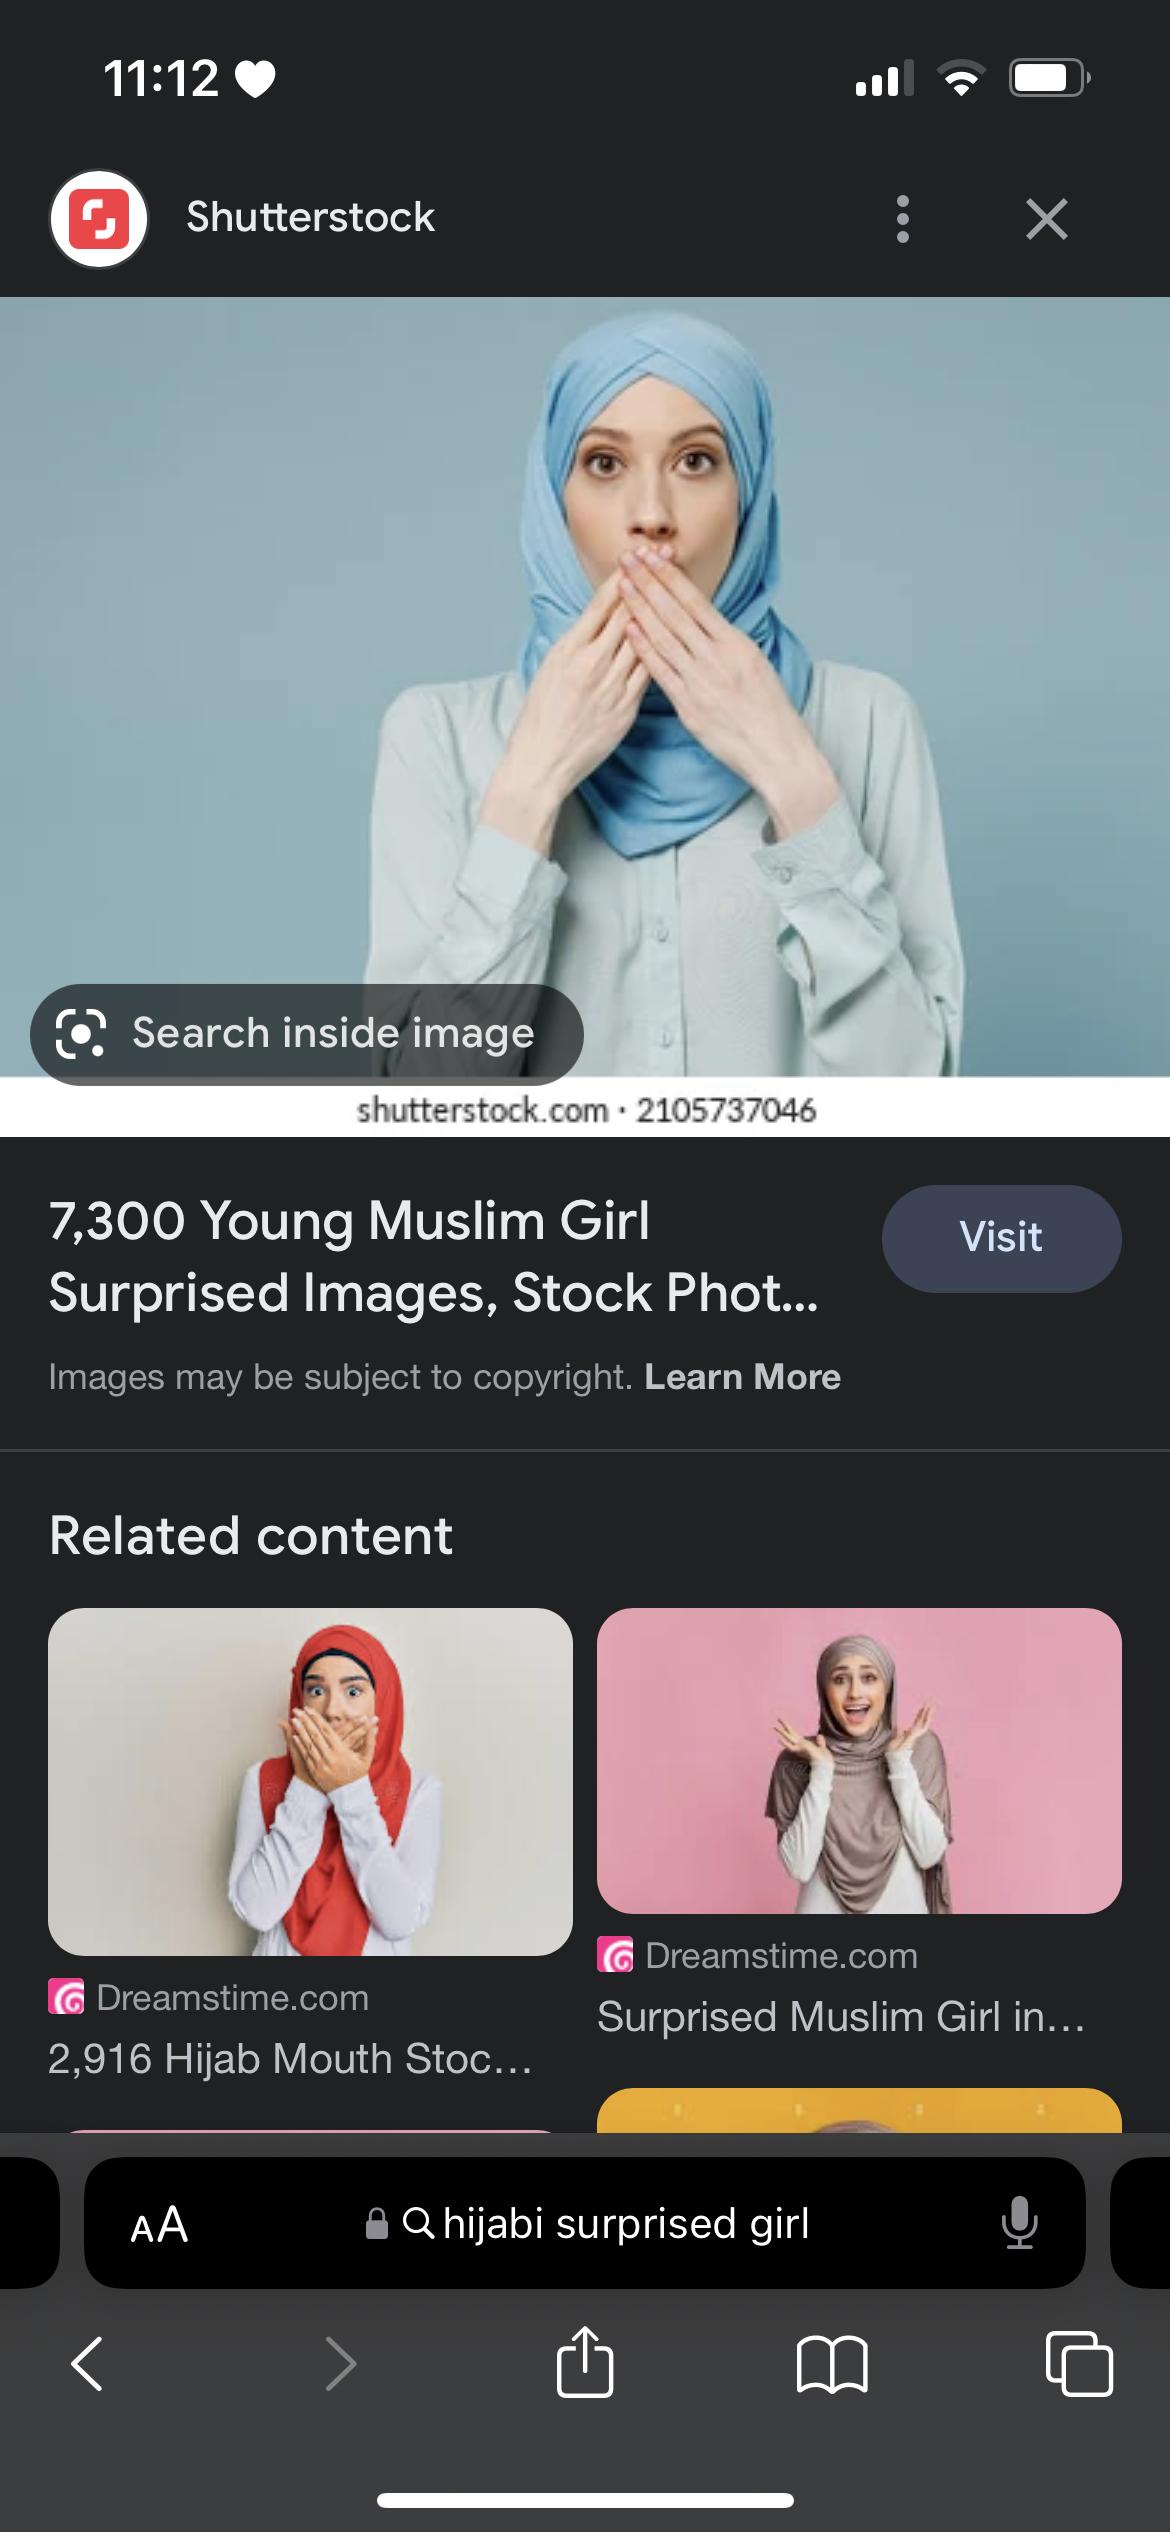 11:12
Shutterstock
Search inside image
shutterstock.com · 2105737046
7,300 Young Muslim Girl
Surprised Images, Stock Phot...
Visit
Images may be subject to copyright. Learn More
Related content
Dreamstime.com
2,916 Hijab Mouth Stoc...
Dreamstime.com
Surprised Muslim Girl in...
AA
hijabi surprised girl